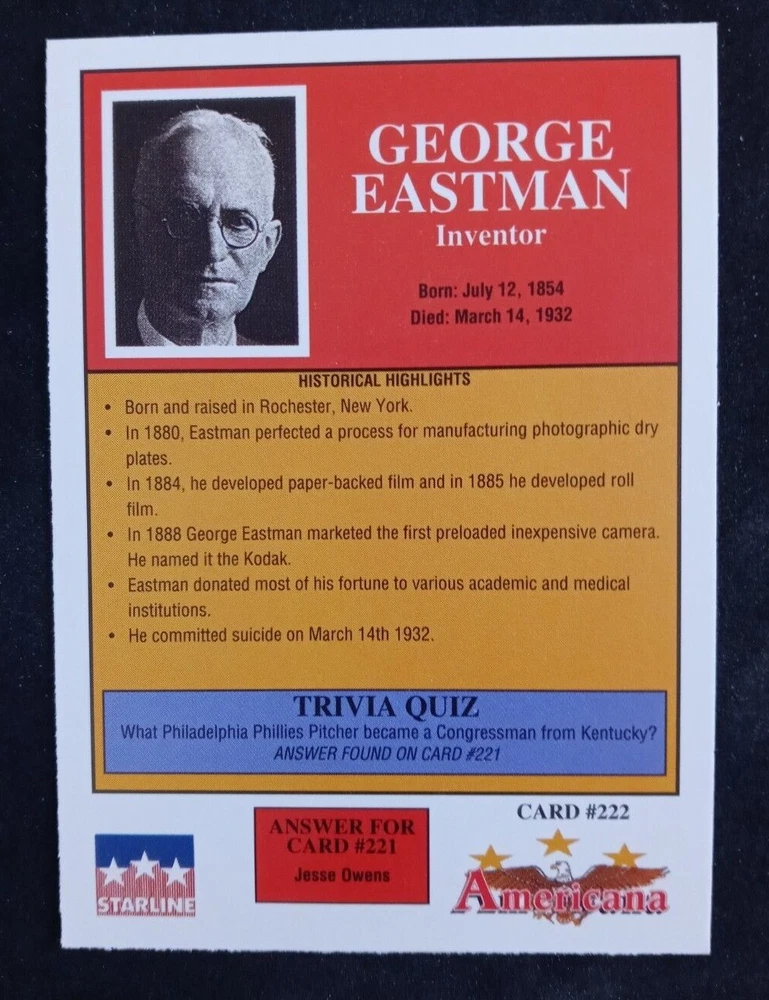 GEORGE
EASTMAN
Inventor
Born: July 12, 1854
Died: March 14, 1932
HISTORICAL HIGHLIGHTS
• Born and raised in Rochester, New York.
• In 1880, Eastman perfected a process for manufacturing photographic dry
plates.
• In 1884, he developed paper-backed film and in 1885 he developed roll
film.
• In 1888 George Eastman marketed the first preloaded inexpensive camera.
He named it the Kodak.
• Eastman donated most of his fortune to various academic and medical
institutions.
• He committed suicide on March 14th 1932.
TRIVIA QUIZ
What Philadelphia Phillies Pitcher became a Congressman from Kentucky?
ANSWER FOUND ON CARD #221
STARLINE
ANSWER FOR
CARD #221
Jesse Owens
CARD #222
Americana